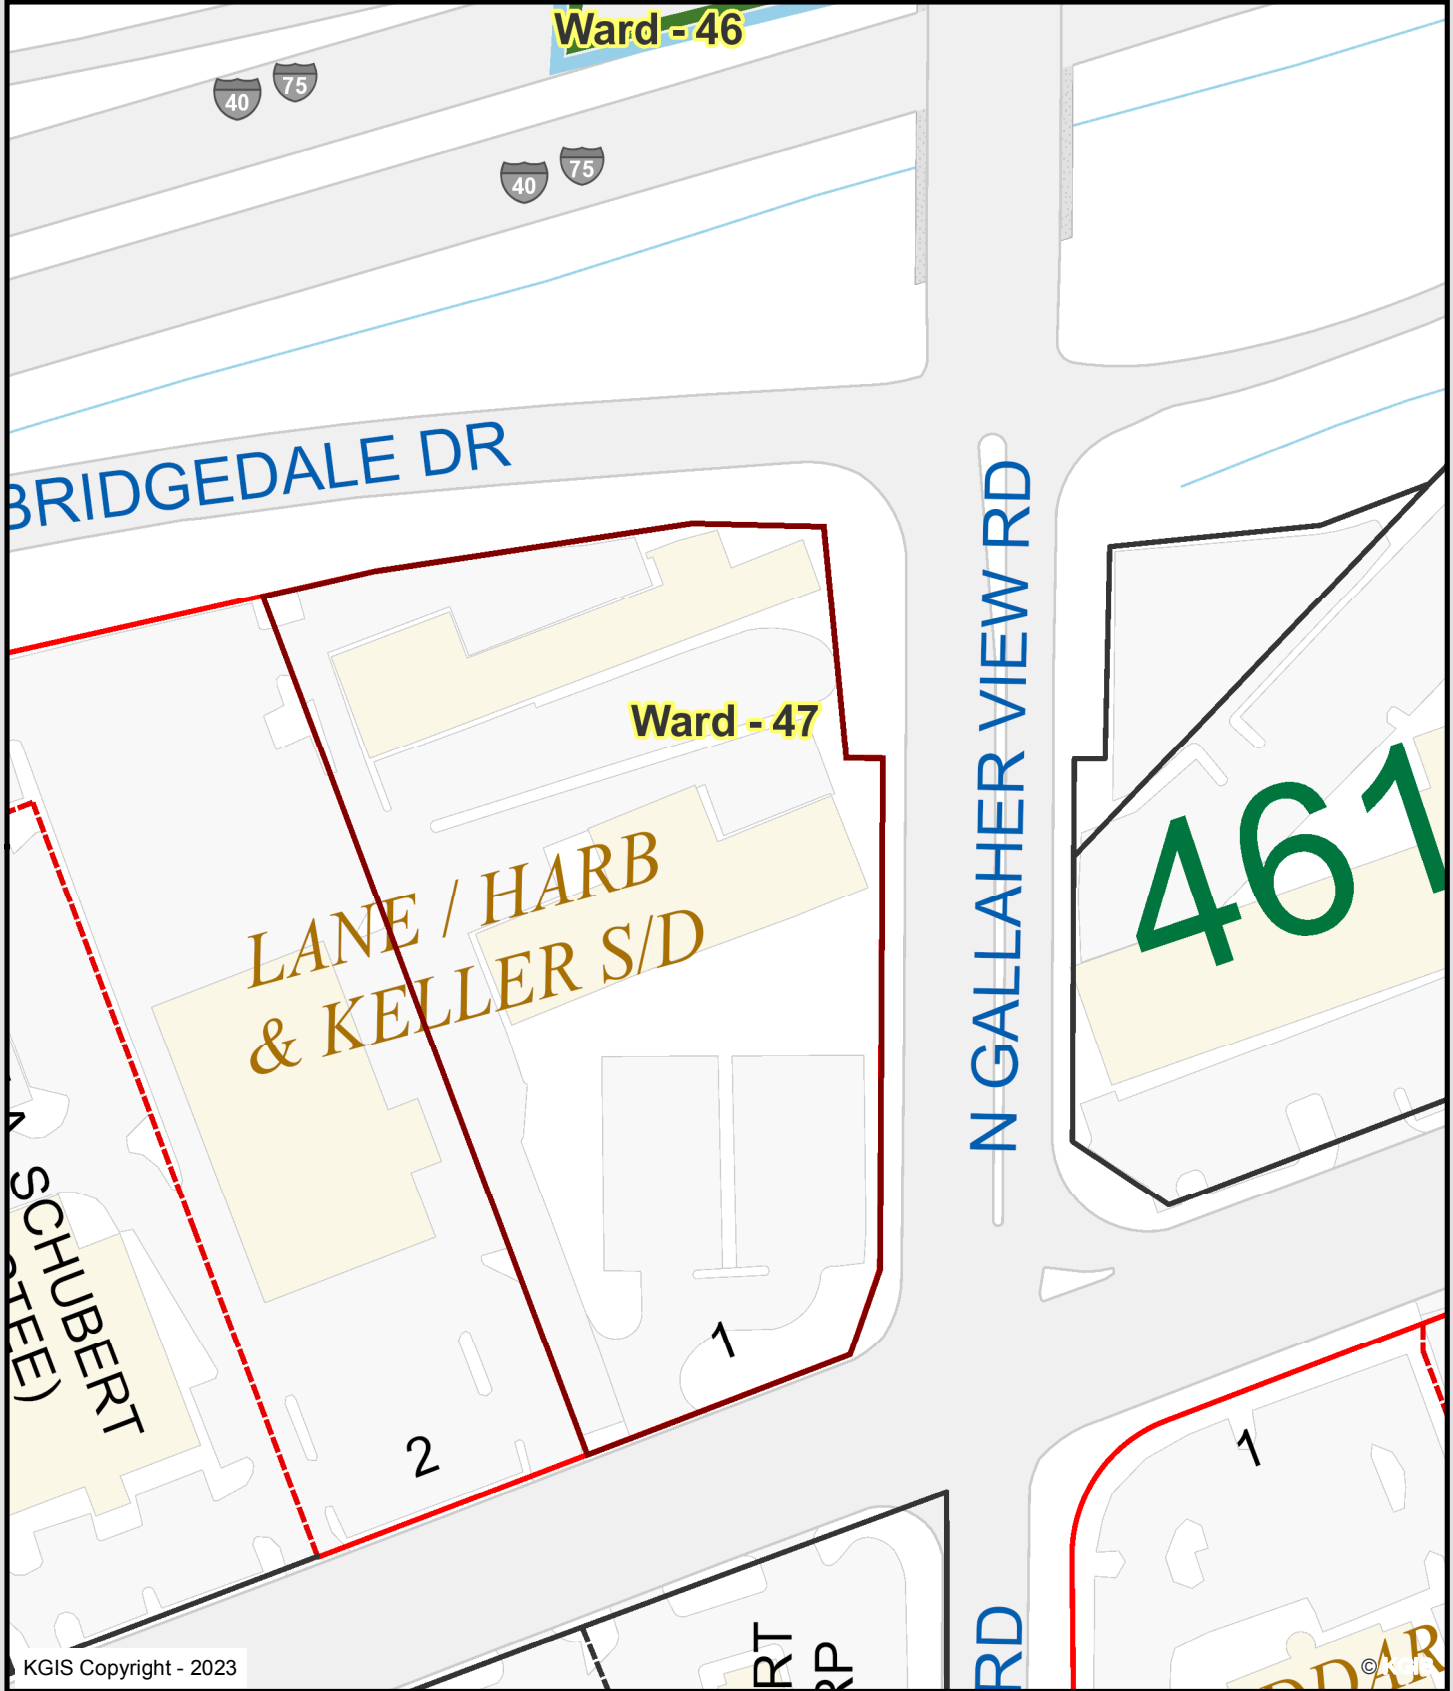 Ward - 46
40
75
40
75
BRIDGEDALE DR
N GALLAHER VIEW RD
Ward - 47
461
LANE / HARB
& KELLER S/D
SCHUBERT
1
2
1
RD
KGIS Copyright - 2023
© KGIS